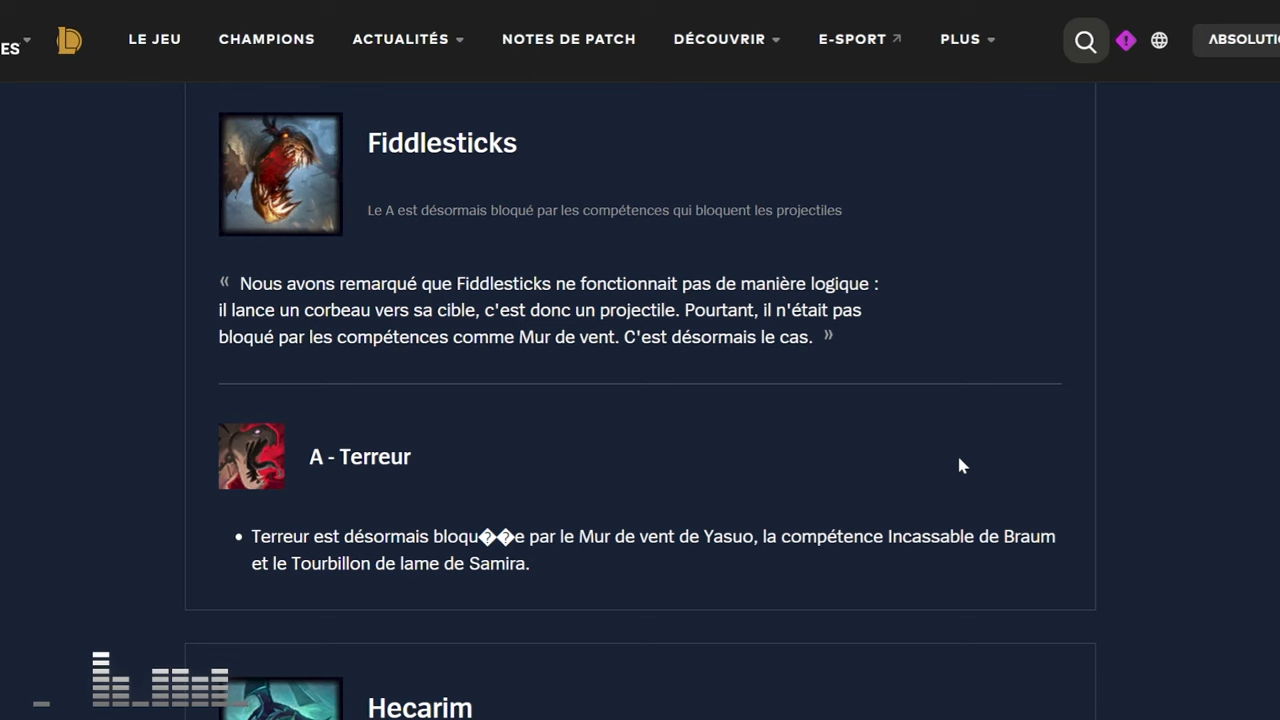 ES
LE JEU
CHAMPIONS
ACTUALITÉS
NOTES DE PATCH
DÉCOUVRIR
E-SPORT
PLUS
ABSOLUTI
Fiddlesticks
Le A est désormais bloqué par les compétences qui bloquent les projectiles
« Nous avons remarqué que Fiddlesticks ne fonctionnait pas de manière logique :
il lance un corbeau vers sa cible, c'est donc un projectile. Pourtant, il n'était pas
bloqué par les compétences comme Mur de vent. C'est désormais le cas. »
A - Terreur
• Terreur est désormais bloqu��e par le Mur de vent de Yasuo, la compétence Incassable de Braum
et le Tourbillon de lame de Samira.
Hecarim